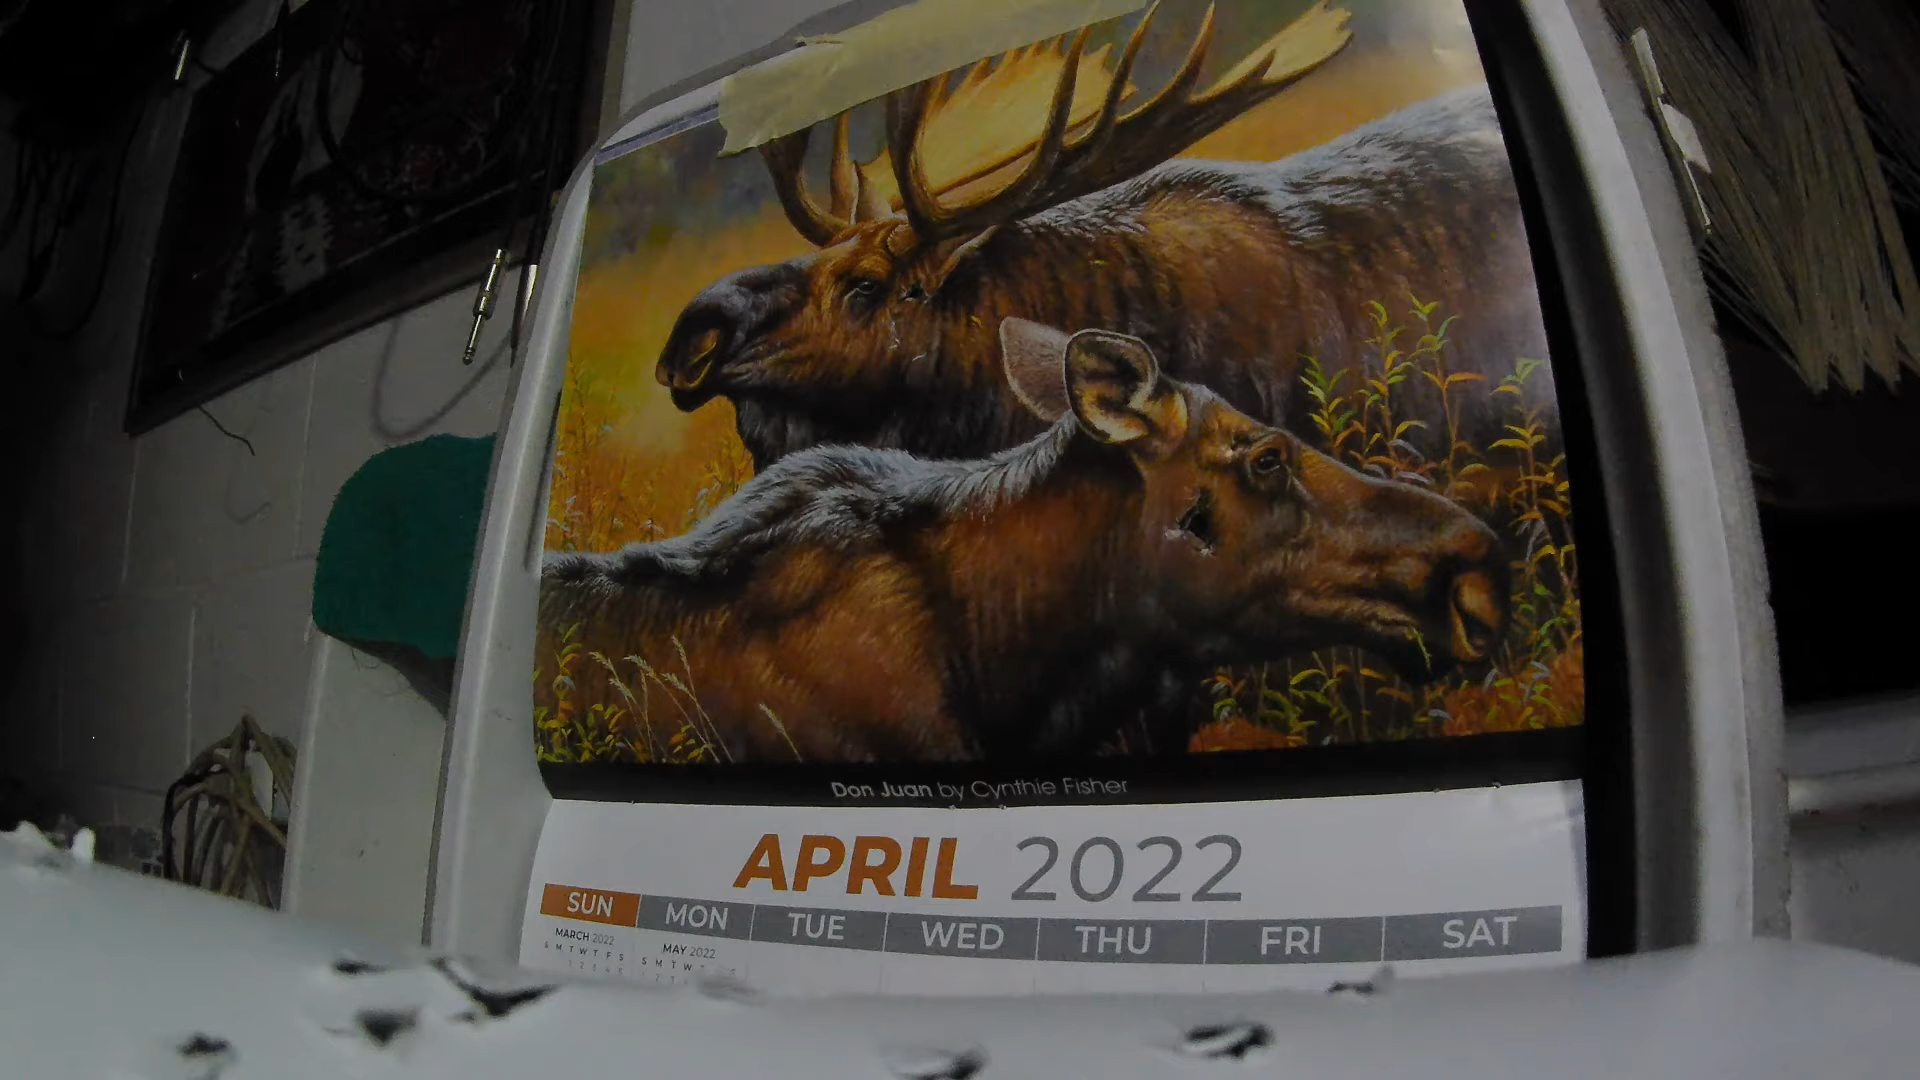 Don Juan by Cynthie Fisher
APRIL 2022
SUN MON TUE WED THU FRI SAT
MARCH 2022 MAY 2022
S M T W T F S S M T W